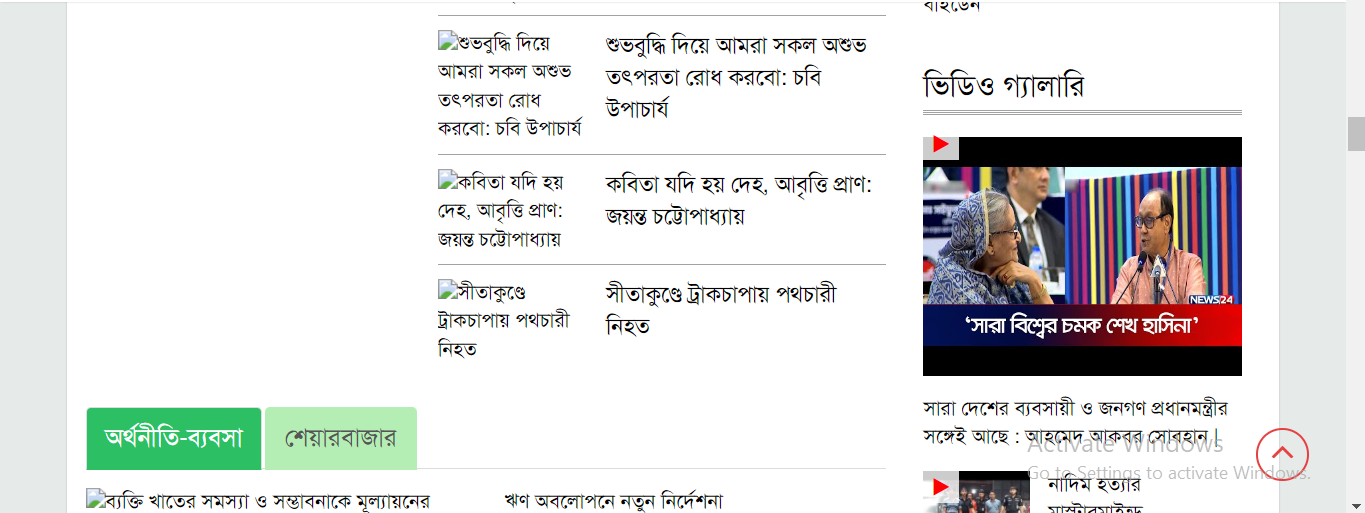 শুভবুদ্ধি দিয়ে
আমরা সকল অশুভ
তৎপরতা রোধ
করবো: চবি উপাচার্য
শুভবুদ্ধি দিয়ে আমরা সকল অশুভ
তৎপরতা রোধ করবো: চবি
উপাচার্য
কবিতা যদি হয়
দেহ, আবৃত্তি প্রাণ:
জয়ন্ত চট্টোপাধ্যায়
কবিতা যদি হয় দেহ, আবৃত্তি প্রাণ:
জয়ন্ত চট্টোপাধ্যায়
সীতাকুণ্ডে
ট্রাকচাপায় পথচারী
নিহত
সীতাকুণ্ডে ট্রাকচাপায় পথচারী
নিহত
অর্থনীতি-ব্যবসা
শেয়ারবাজার
ব্যক্তি খাতের সমস্যা ও সম্ভাবনাকে মূল্যায়নের
ঋণ অবলোপনে নতুন নির্দেশনা
বাইডেন
ভিডিও গ্যালারি
NEWS24
‘সারা বিশ্বের চমক শেখ হাসিনা’
সারা দেশের ব্যবসায়ী ও জনগণ প্রধানমন্ত্রীর
সঙ্গেই আছে : আহমেদ আকবর সোবহান |
নাদিম হত্যার
মাস্টারমাইন্ড
Activate Windows
Go to Settings to activate Windows.